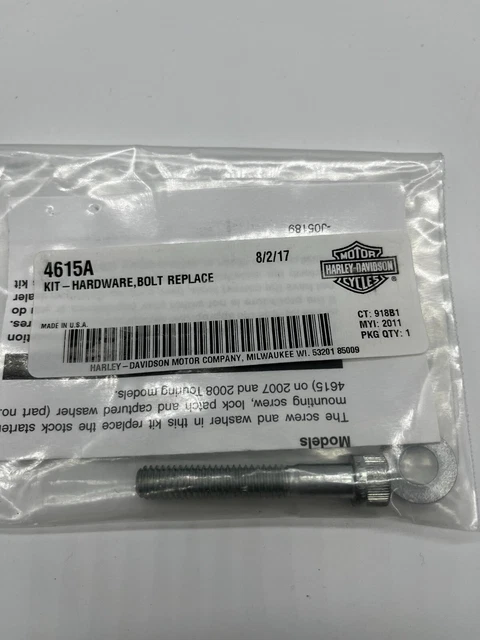 -J05189
4615A
8/2/17
KIT – HARDWARE,BOLT REPLACE
MOTOR
HARLEY-DAVIDSON
CYCLES
®
CT: 918B1
MYI: 2011
PKG QTY: 1
MADE IN U.S.A.
HARLEY – DAVIDSON MOTOR COMPANY, MILWAUKEE WI. 53201 85009
Models
The screw and washer in this kit replace the stock starter
mounting screw, lock patch and captured washer (part no.
4615) on 2007 and 2008 Touring models.